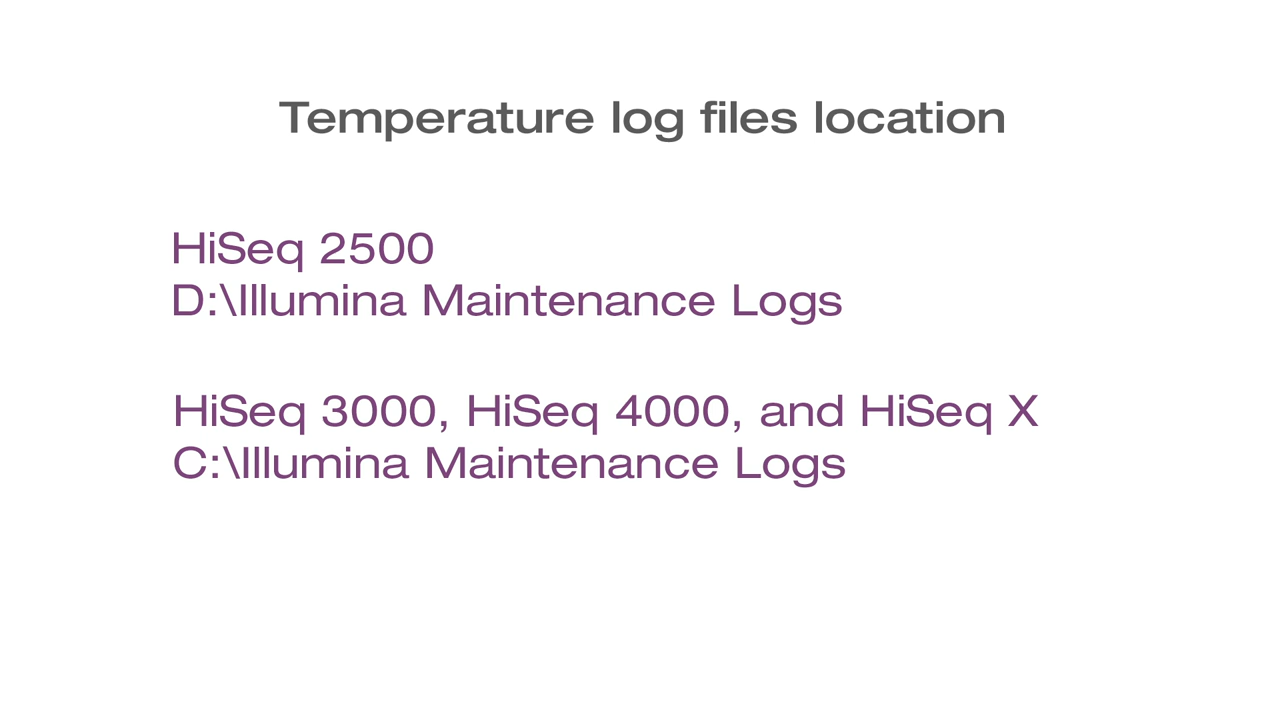 Temperature log files location
HiSeq 2500
D:\Illumina Maintenance Logs
HiSeq 3000, HiSeq 4000, and HiSeq X
C:\Illumina Maintenance Logs